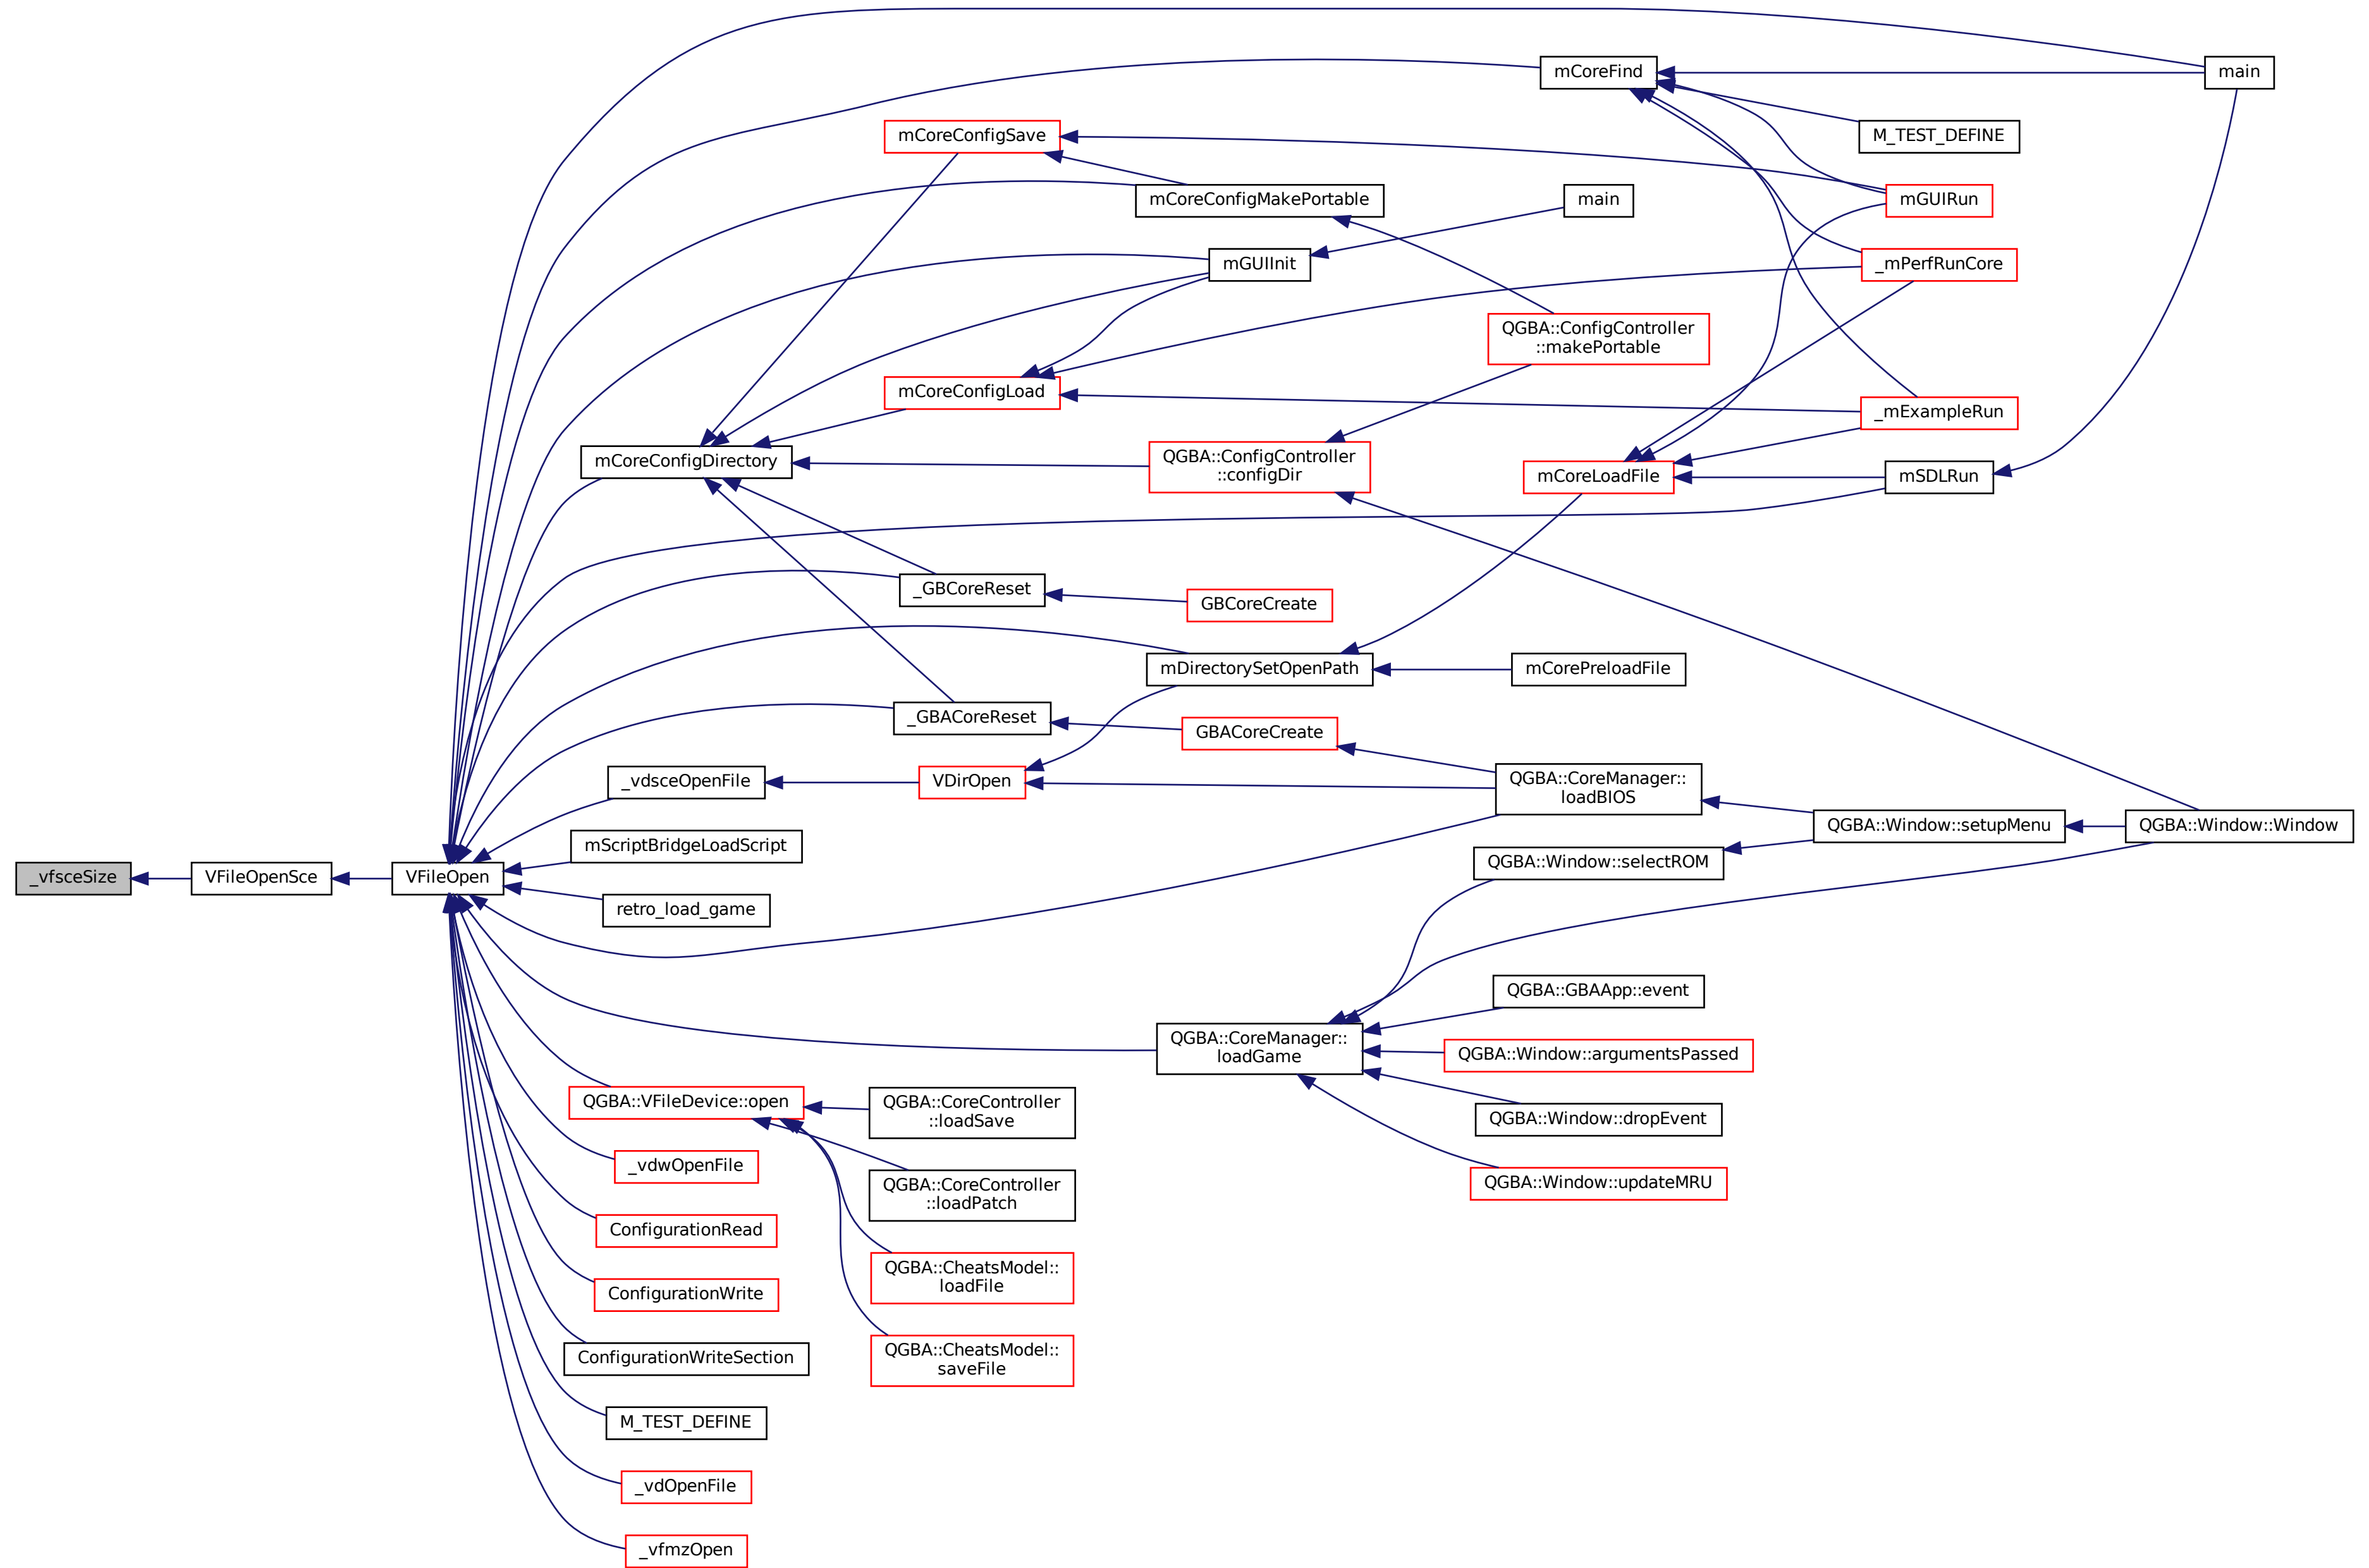 main
mCoreFind
M_TEST_DEFINE
mCoreConfigSave
mCoreConfigMakePortable
main
mGUIRun
mGUIInit
_mPerfRunCore
QGBA::ConfigController
::makePortable
mCoreConfigLoad
_mExampleRun
mCoreConfigDirectory
QGBA::ConfigController
::configDir
mCoreLoadFile
mSDLRun
_GBCoreReset
GBCoreCreate
mDirectorySetOpenPath
mCorePreloadFile
_GBACoreReset
GBACoreCreate
_vdsceOpenFile
VDirOpen
QGBA::CoreManager::
loadBIOS
QGBA::Window::setupMenu
QGBA::Window::Window
mScriptBridgeLoadScript
QGBA::Window::selectROM
_vfsceSize
VFileOpenSce
VFileOpen
retro_load_game
QGBA::GBAApp::event
QGBA::CoreManager::
loadGame
QGBA::Window::argumentsPassed
QGBA::VFileDevice::open
QGBA::CoreController
::loadSave
QGBA::Window::dropEvent
_vdwOpenFile
QGBA::CoreController
::loadPatch
QGBA::Window::updateMRU
ConfigurationRead
QGBA::CheatsModel::
loadFile
ConfigurationWrite
ConfigurationWriteSection
QGBA::CheatsModel::
saveFile
M_TEST_DEFINE
_vdOpenFile
_vfmzOpen